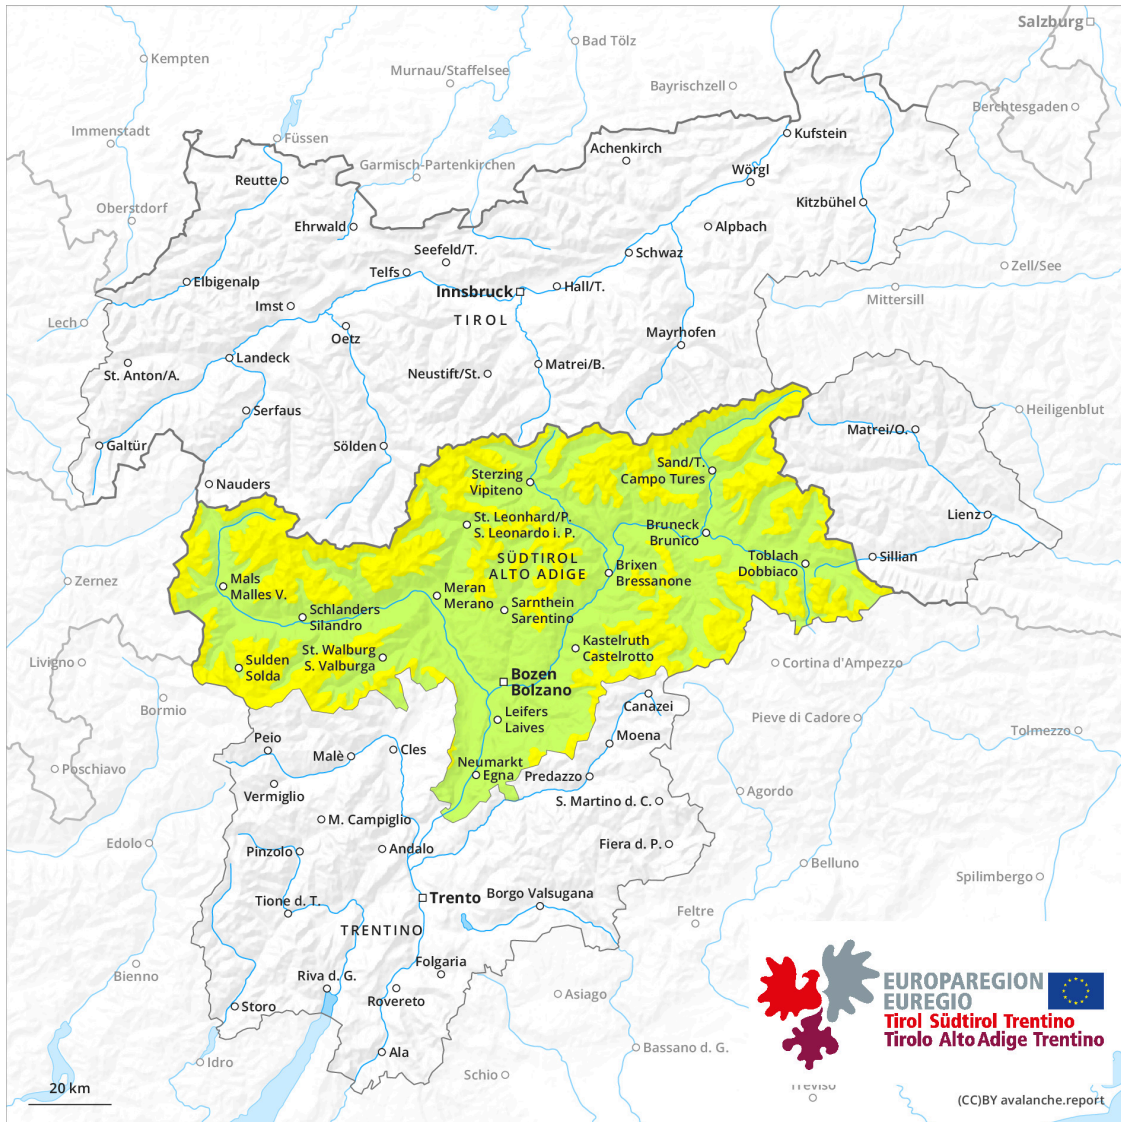 Salzburg
Bad Tölz
Kempten
Murnau/Staffelsee
Bayrischzell
Berchtesgaden
Immenstadt
Füssen
Kufstein
Achenkirch
Garmisch-Partenkirchen
Wörgl
Reutte
Oberstdorf
Kitzbühel
Ehrwald
Alpbach
Seefeld/T.
Schwaz
Telfs
Zell/See
Elbigenalp
Hall/T.
Innsbruck
Mittersill
Imst
TIROL
Lech
Oetz
Mayrhofen
Landeck
Matrei/B.
St. Anton/A.
Neustift/St.
Serfaus
Heiligenblut
Matrei/O.
Galtür
Sölden
Sand/T.
Campo Tures
Sterzing
Vipiteno
Nauders
Lienz
St. Leonhard/P.
S. Leonardo i. P.
Bruneck
Brunico
SÜDTIROL
ALTO ADIGE
Toblach
Dobbiaco
Sillian
Brixen
Bressanone
Zernez
Mals
Malles V.
Meran
Merano
Sarnthein
Sarentino
Schlanders
Silandro
Kastelruth
Castelrotto
St. Walburg
S. Valburga
Livigno
Sulden
Solda
Cortina d'Ampezzo
Bozen
Bolzano
Canazei
Bormio
Leifers
Laives
Pieve di Cadore
Tolmezzo
Peio
Moena
Malè
Cles
Neumarkt
Egna
Predazzo
Poschiavo
Vermiglio
Agordo
S. Martino d. C.
M. Campiglio
Edolo
Pinzolo
Andalo
Fiera d. P.
Belluno
Spilimbergo
Trento
Borgo Valsugana
Tione d. T.
Feltre
TRENTINO
Folgaria
Bienno
Riva d. G.
Rovereto
Asiago
Storo
EUROPAREGION
EUREGIO
Tirol Südtirol Trentino
Tirolo Alto Adige Trentino
Ala
Bassano d. G.
Idro
Schio
Treviso
20 km
(CC)BY avalanche.report